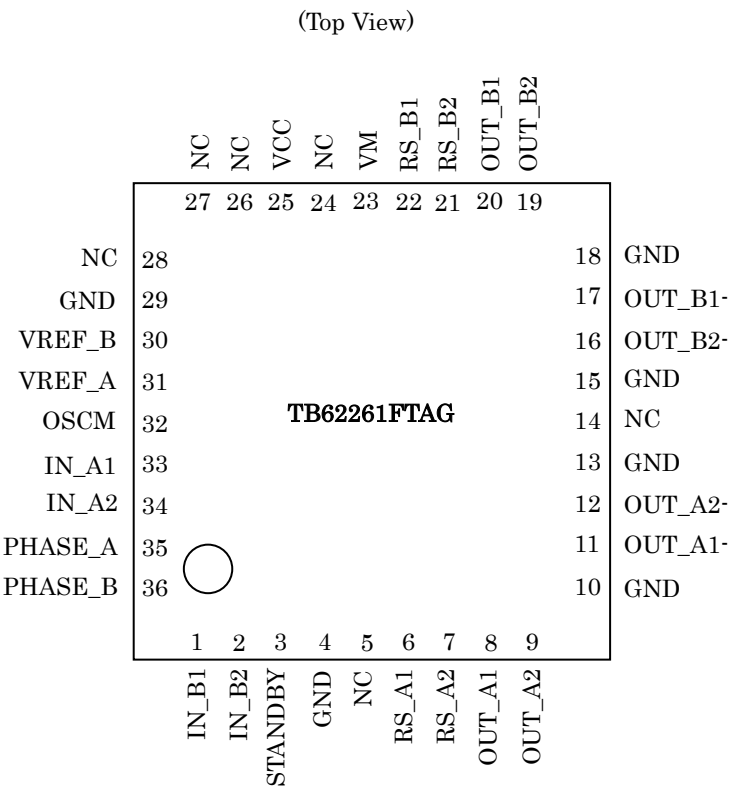 (Top View)
NC NC VCC NC VM RS_B1 RS_B2 OUT_B1 OUT_B2
27 26 25 24 23 22 21 20 19
NC 28 18 GND
GND 29 17 OUT_B1-
VREF_B 30 16 OUT_B2-
VREF_A 31 15 GND
TB62261FTAG
OSCM 32 14 NC
IN_A1 33 13 GND
IN_A2 34 12 OUT_A2-
PHASE_A 35 11 OUT_A1-
PHASE_B 36 10 GND
1 2 3 4 5 6 7 8 9
IN_B1 IN_B2 STANDBY GND NC RS_A1 RS_A2 OUT_A1 OUT_A2